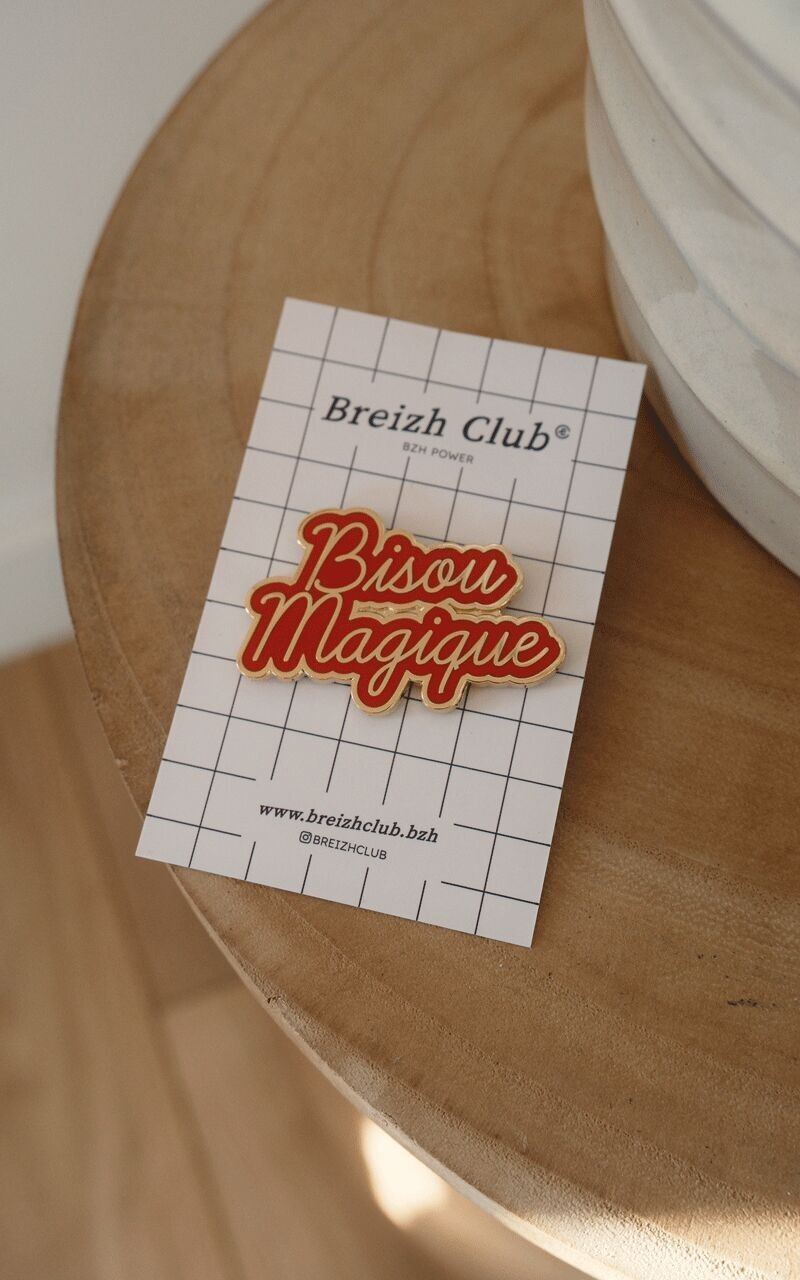 Breizh Club©
BZH POWER
Bisou
Magique
www.breizhclub.bzh
BREIZHCLUB